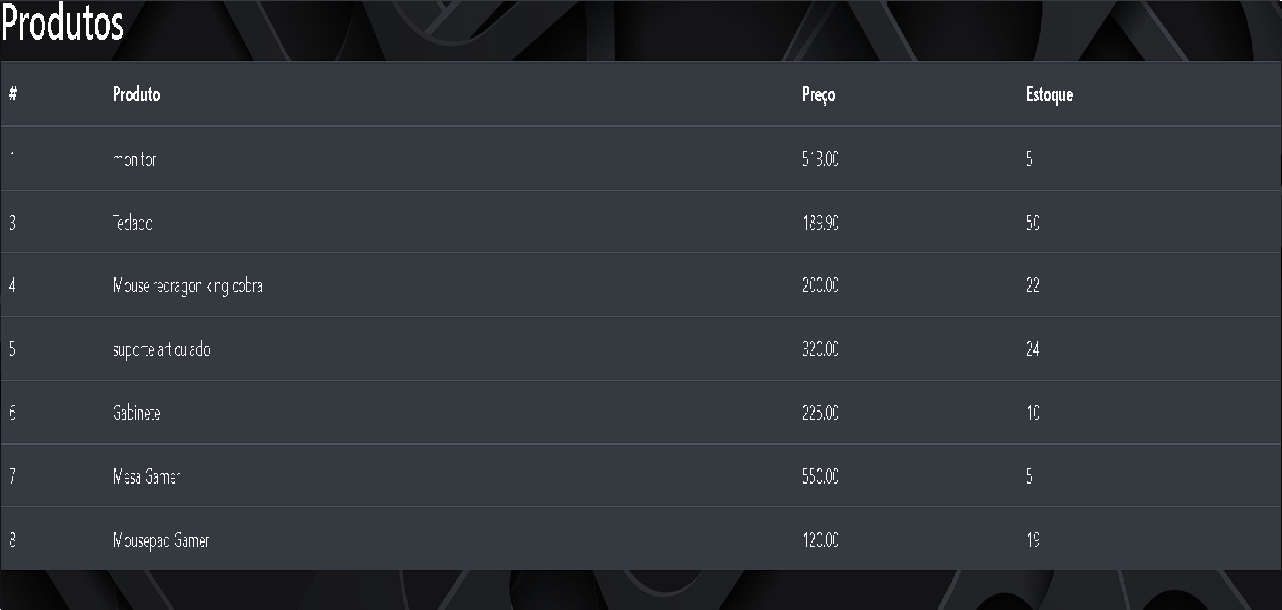 Produtos
# Produto Preço Estoque
1 monitor 513.00 5
3 Teclado 189.90 50
4 Mouse redragon king cobra 200.00 22
5 suporte articulado 320.00 24
6 Gabinete 225.00 10
7 Mesa Gamer 550.00 5
8 Mousepad Gamer 120.00 19